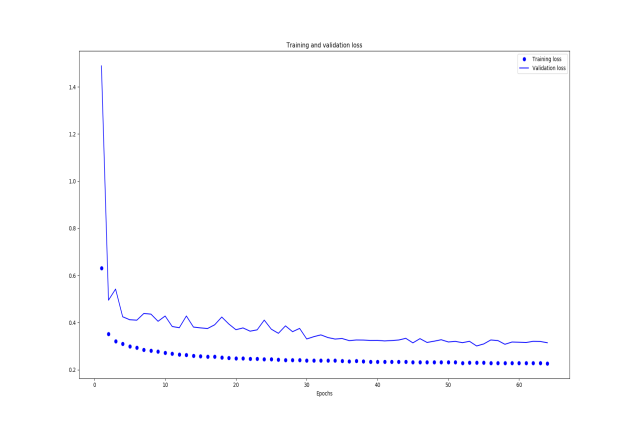 Training and validation loss
Training loss
Validation loss
1.4
1.2
1.0
0.8
0.6
0.4
0.2
0 10 20 30 40 50 60
Epochs